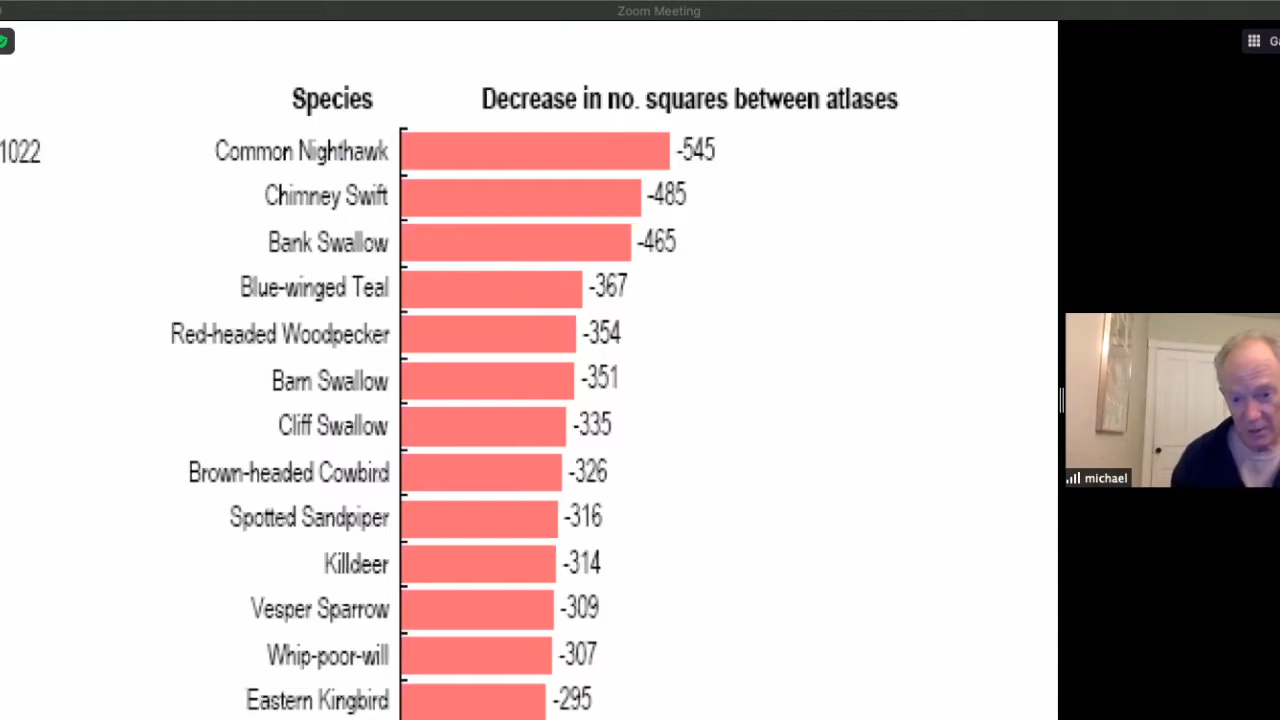 Zoom Meeting
Ga
Species Decrease in no. squares between atlases
1022
Common Nighthawk -545
Chimney Swift -485
Bank Swallow -465
Blue-winged Teal -367
Red-headed Woodpecker -354
Barn Swallow -351
Cliff Swallow -335
Brown-headed Cowbird -326
Spotted Sandpiper -316
Killdeer -314
Vesper Sparrow -309
Whip-poor-will -307
Eastern Kingbird -295
michael